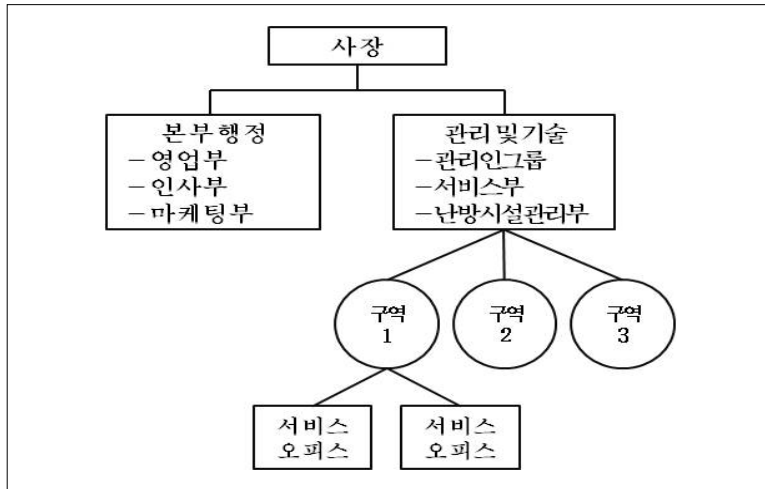 사장
본부행정
-영업부
-인사부
-마케팅부
관리및기술
-관리인그룹
-서비스부
-난방시설관리부
구역
1
구역
2
구역
3
서비스
오피스
서비스
오피스